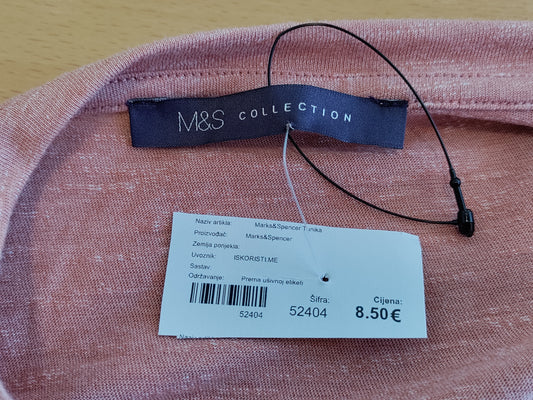 M&S COLLECTION
Naziv artikla: Marks&Spencer Tunika
Proizvođač: Marks&Spencer
Zemlja porijekla:
Uvoznik: ISKORISTI.ME
Sastav:
Održavanje: Prema ušivnoj etiketi
Šifra: Cijena:
52404 52404 8.50€
Naziv